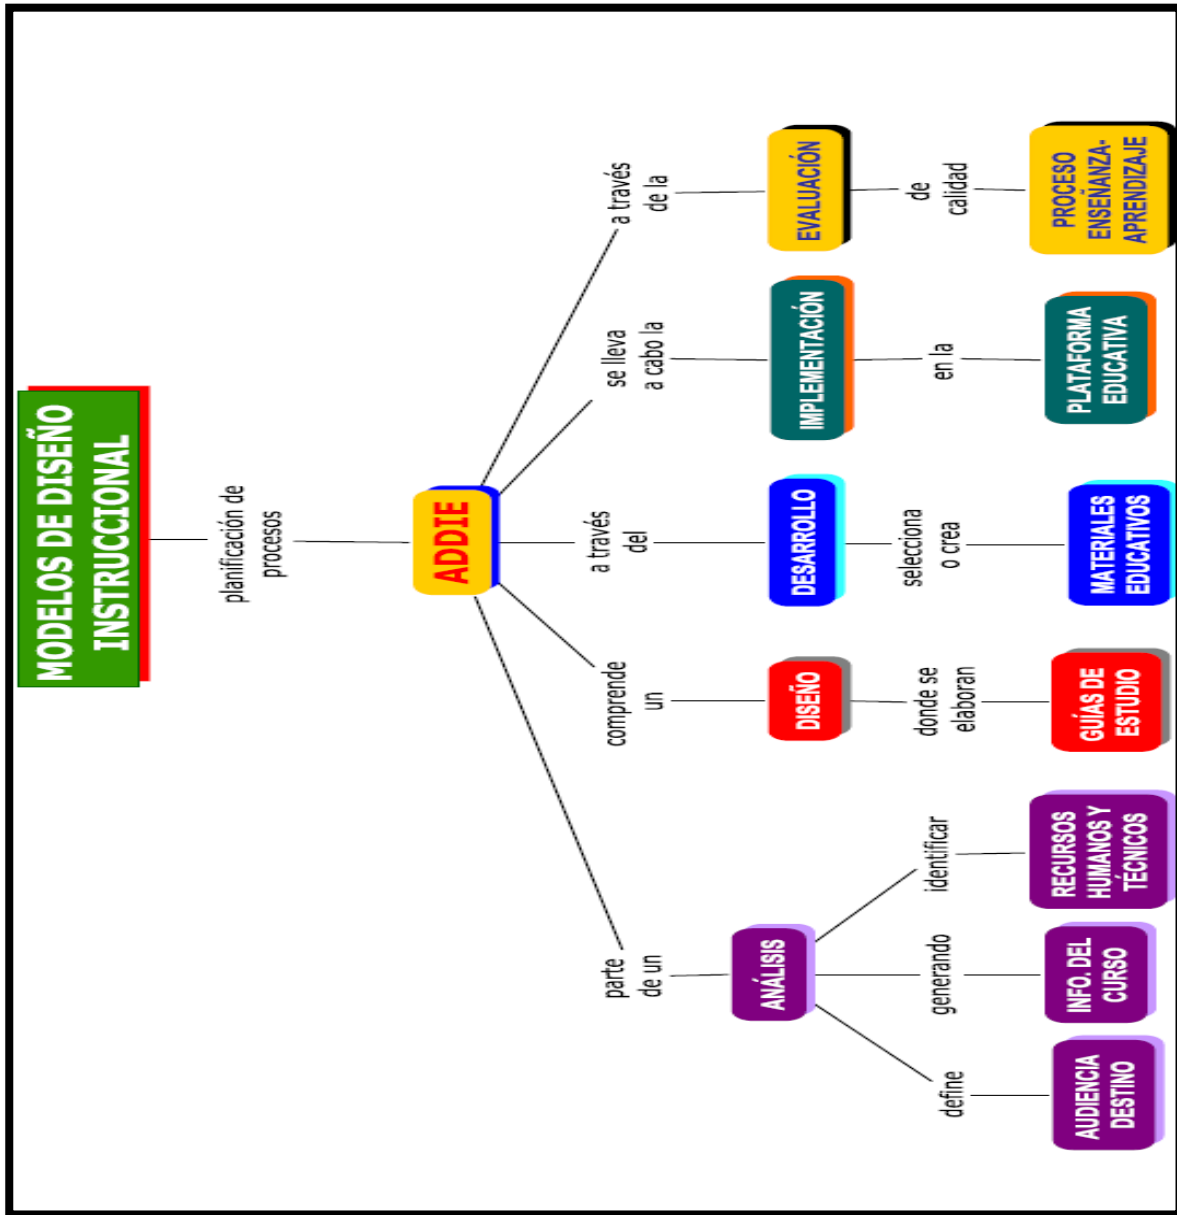 MODELOS DE DISEÑO
INSTRUCCIONAL
planificación de
procesos
ADDIE
parte
de un
comprende
un
a través
del
se lleva
a cabo la
a través
de la
ANÁLISIS
DISEÑO
DESARROLLO
IMPLEMENTACIÓN
EVALUACIÓN
define
generando
identificar
donde se
elaboran
selecciona
o crea
en la
de
calidad
AUDIENCIA
DESTINO
INFO. DEL
CURSO
RECURSOS
HUMANOS Y
TÉCNICOS
GUÍAS DE
ESTUDIO
MATERIALES
EDUCATIVOS
PLATAFORMA
EDUCATIVA
PROCESO
ENSEÑANZA-
APRENDIZAJE